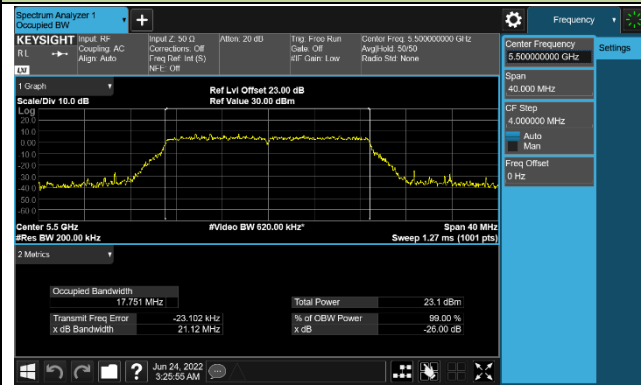 Spectrum Analyzer 1
Occupied BW
Frequency
KEYSIGHT
Input: RF
Coupling: AC
Align: Auto
Input Z: 50 Ω
Corrections: Off
Freq Ref: Int (S)
NFE: Off
Atten: 20 dB
Trig: Free Run
Gate: Off
#IF Gain: Low
Center Freq: 5.500000000 GHz
Avg|Hold: 50/50
Radio Std: None
RL
LXI
Center Frequency
5.500000000 GHz
Settings
Span
40.000 MHz
CF Step
4.000000 MHz
Auto
Man
Freq Offset
0 Hz
1 Graph
Scale/Div 10.0 dB
Ref Lvl Offset 23.00 dB
Ref Value 30.00 dBm
Log
20.0
10.0
0.00
-10.0
-20.0
-30.0
-40.0
-50.0
-60.0
Center 5.5 GHz
#Video BW 620.00 kHz*
Span 40 MHz
#Res BW 200.00 kHz
Sweep 1.27 ms (1001 pts)
2 Metrics
Occupied Bandwidth
17.751 MHz
Total Power 23.1 dBm
Transmit Freq Error -23.102 kHz
% of OBW Power 99.00 %
x dB Bandwidth 21.12 MHz
x dB -26.00 dB
?
Jun 24, 2022
3:25:55 AM